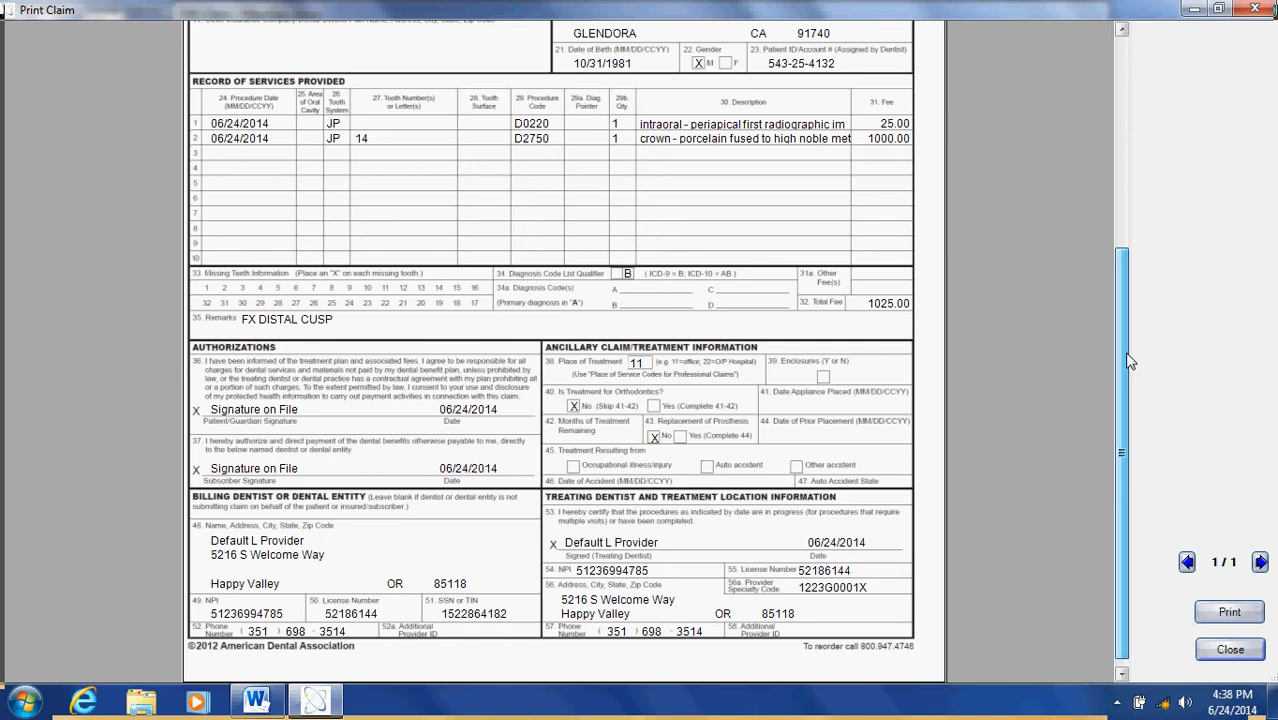 Print Claim
11. Other Insurance Company/Dental Benefit Plan Name, Address, City, State, Zip Code
GLENDORA CA 91740
21. Date of Birth (MM/DD/CCYY) 22. Gender 23. Patient ID/Account # (Assigned by Dentist)
10/31/1981 X M F 543-25-4132
RECORD OF SERVICES PROVIDED
24. Procedure Date (MM/DD/CCYY) 25. Area of Oral Cavity 26. Tooth System 27. Tooth Number(s) or Letter(s) 28. Tooth Surface 29. Procedure Code 29a. Diag. Pointer 29b. Qty. 30. Description 31. Fee
1 06/24/2014 JP D0220 1 intraoral - periapical first radiographic im 25.00
2 06/24/2014 JP 14 D2750 1 crown - porcelain fused to high noble met 1000.00
3
4
5
6
7
8
9
10
33. Missing Teeth Information (Place an "X" on each missing tooth.) 34. Diagnosis Code List Qualifier B ( ICD-9 = B; ICD-10 = AB ) 31a. Other Fee(s)
1 2 3 4 5 6 7 8 9 10 11 12 13 14 15 16 34a. Diagnosis Code(s) A C
32 31 30 29 28 27 26 25 24 23 22 21 20 19 18 17 (Primary diagnosis in "A") B D 32. Total Fee 1025.00
35. Remarks FX DISTAL CUSP
AUTHORIZATIONS
36. I have been informed of the treatment plan and associated fees. I agree to be responsible for all
charges for dental services and materials not paid by my dental benefit plan, unless prohibited by
law, or the treating dentist or dental practice has a contractual agreement with my plan prohibiting all
or a portion of such charges. To the extent permitted by law, I consent to your use and disclosure
of my protected health information to carry out payment activities in connection with this claim.
X Signature on File 06/24/2014
Patient/Guardian Signature Date
37. I hereby authorize and direct payment of the dental benefits otherwise payable to me, directly
to the below named dentist or dental entity.
X Signature on File 06/24/2014
Subscriber Signature Date
ANCILLARY CLAIM/TREATMENT INFORMATION
38. Place of Treatment 11 (e.g. 11=office; 22=O/P Hospital) 39. Enclosures (Y or N)
(Use "Place of Service Codes for Professional Claims")
40. Is Treatment for Orthodontics? 41. Date Appliance Placed (MM/DD/CCYY)
X No (Skip 41-42) Yes (Complete 41-42)
42. Months of Treatment Remaining 43. Replacement of Prosthesis 44. Date of Prior Placement (MM/DD/CCYY)
X No Yes (Complete 44)
45. Treatment Resulting from
Occupational illness/injury Auto accident Other accident
46. Date of Accident (MM/DD/CCYY) 47. Auto Accident State
BILLING DENTIST OR DENTAL ENTITY (Leave blank if dentist or dental entity is not
submitting claim on behalf of the patient or insured/subscriber.)
48. Name, Address, City, State, Zip Code
Default L Provider
5216 S Welcome Way
Happy Valley OR 85118
49. NPI 50. License Number 51. SSN or TIN
51236994785 52186144 1522864182
52. Phone Number ( 351 ) 698 - 3514 52a. Additional Provider ID
TREATING DENTIST AND TREATMENT LOCATION INFORMATION
53. I hereby certify that the procedures as indicated by date are in progress (for procedures that require
multiple visits) or have been completed.
X Default L Provider 06/24/2014
Signed (Treating Dentist) Date
54. NPI 51236994785 55. License Number 52186144
56. Address, City, State, Zip Code 56a. Provider Specialty Code 1223G0001X
5216 S Welcome Way
Happy Valley OR 85118
57. Phone Number ( 351 ) 698 - 3514 58. Additional Provider ID
©2012 American Dental Association To reorder call 800.947.4746
1 / 1
Print
Close
4:38 PM
6/24/2014